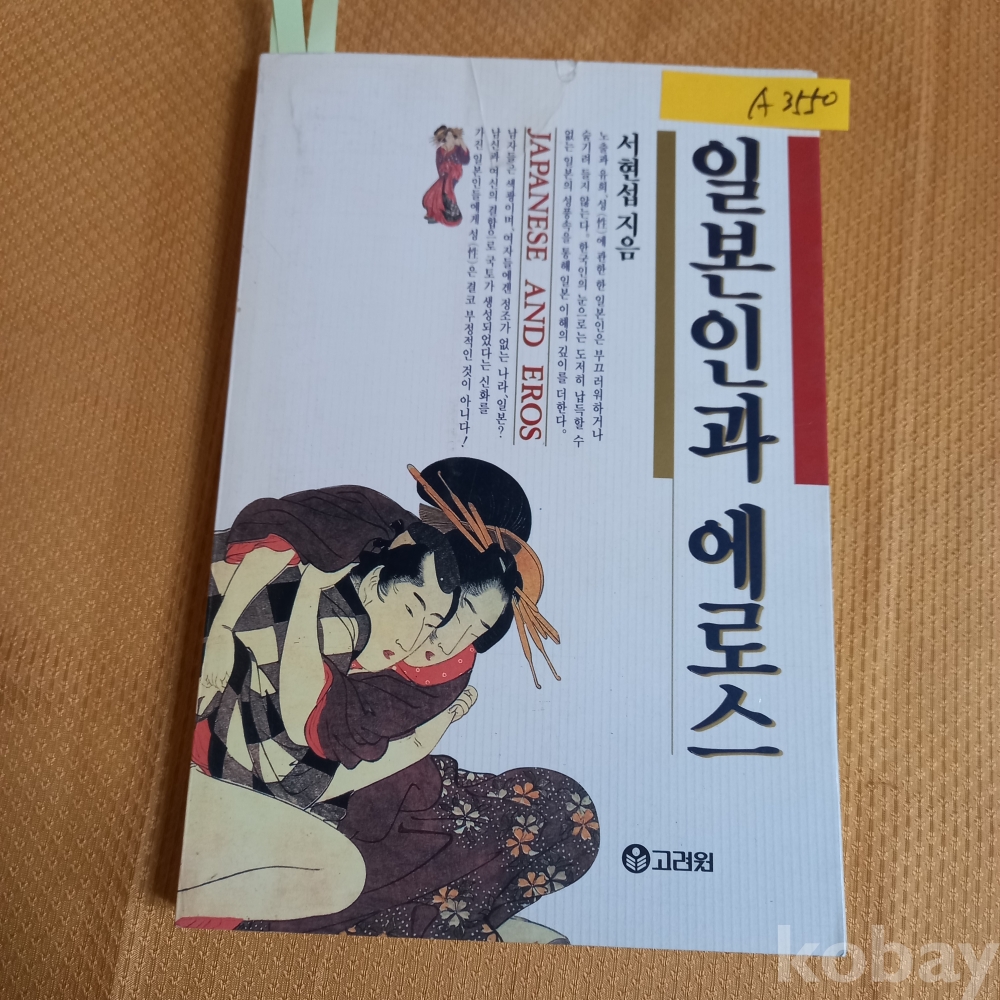 A 3550
일본인과 에로스
서현섭 지음
노출과 유희, 성(性)에 관한 한 일본인은 부끄러워하거나
숨기려 들지 않는다. 한국인의 눈으로는 도저히 납득할 수
없는 일본의 성풍속을 통해 일본 이해의 깊이를 더한다.
JAPANESE AND EROS
남자들은 색광이며, 여자들에겐 정조가 없는 나라, 일본?
남신과 여신의 결합으로 국토가 생성되었다는 신화를
가진 일본인들에게 성(性)은 결코 부정적인 것이 아니다!
고려원
kobay